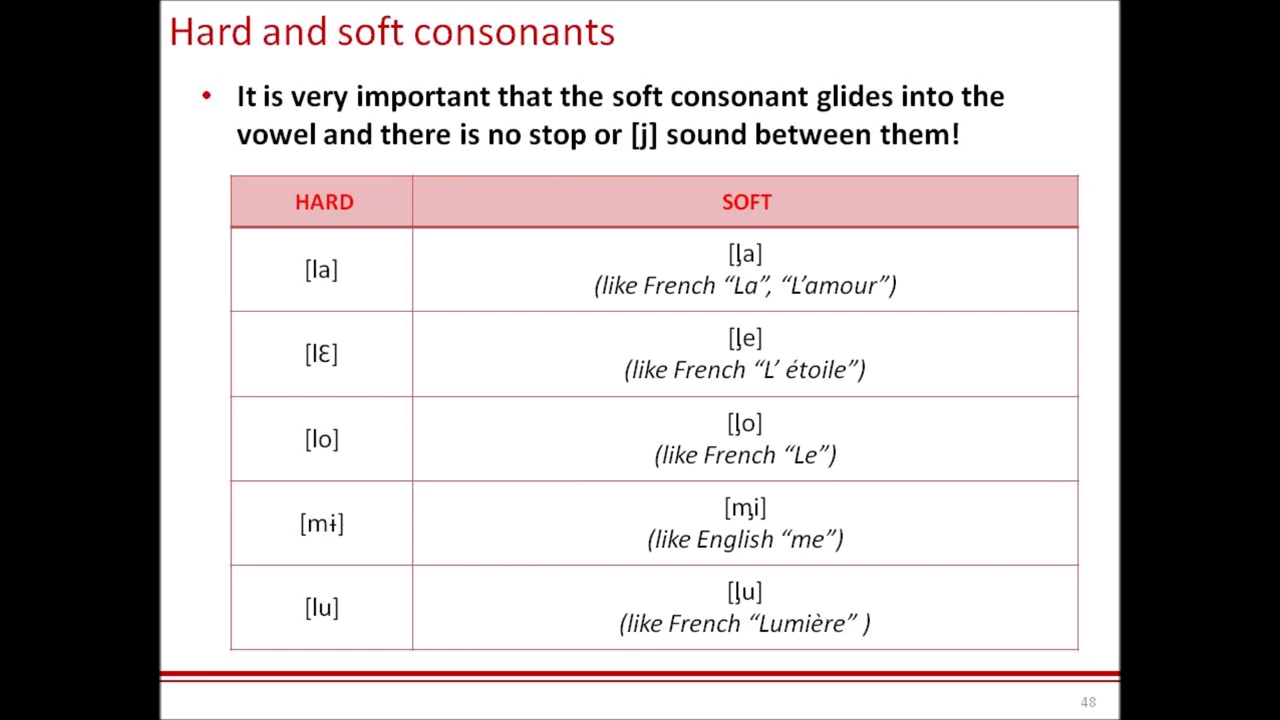 Hard and soft consonants
• It is very important that the soft consonant glides into the
vowel and there is no stop or [j] sound between them!
HARD SOFT
[la] [l̡a]
(like French “La”, “L’amour”)
[lƐ] [l̡e]
(like French “L’ étoile”)
[lo] [l̡o]
(like French “Le”)
[mɨ] [m̡i]
(like English “me”)
[lu] [l̡u]
(like French “Lumière” )
48